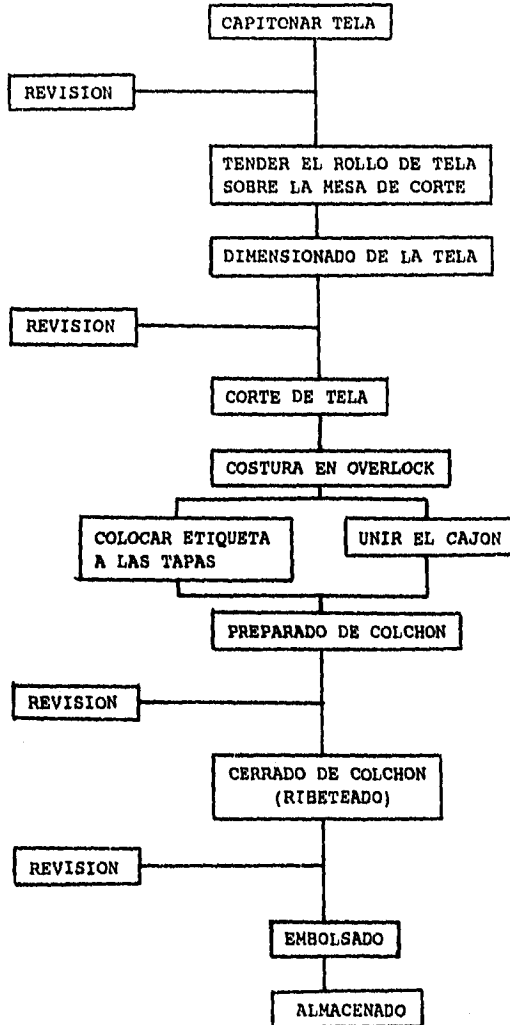 CAPITONAR TELA
REVISION
TENDER EL ROLLO DE TELA
SOBRE LA MESA DE CORTE
DIMENSIONADO DE LA TELA
REVISION
CORTE DE TELA
COSTURA EN OVERLOCK
COLOCAR ETIQUETA
A LAS TAPAS
UNIR EL CAJON
PREPARADO DE COLCHON
REVISION
CERRADO DE COLCHON
(RIBETEADO)
REVISION
EMBOLSADO
ALMACENADO